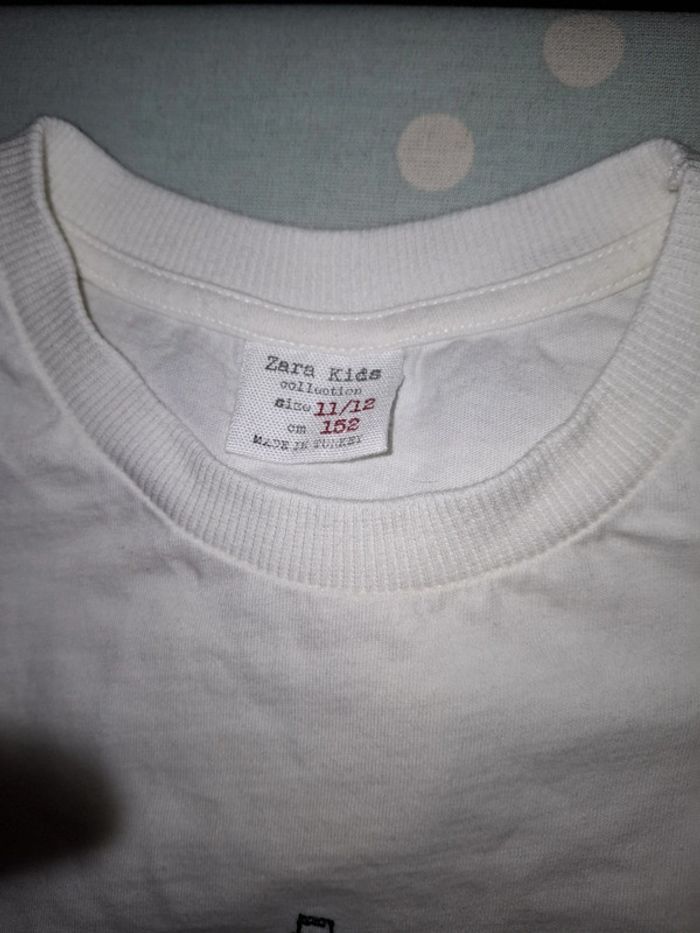 Zara Kids
collection
size 11/12
cm 152
MADE IN TURKEY